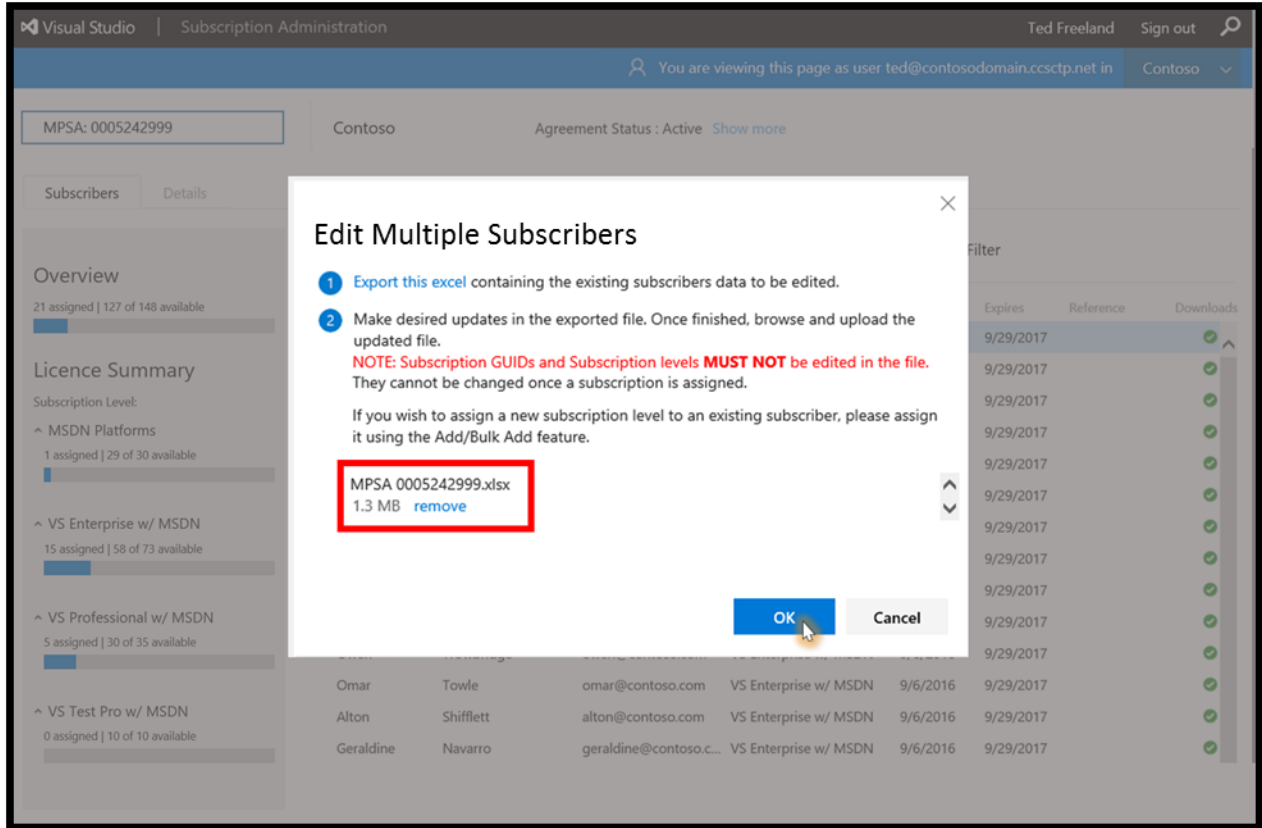 Visual Studio | Subscription Administration
Ted Freeland
Sign out
You are viewing this page as user ted@contosodomain.ccsctp.net in
Contoso
MPSA: 0005242999
Contoso
Agreement Status : Active Show more
Subscribers
Details
Edit Multiple Subscribers
1 Export this excel containing the existing subscribers data to be edited.
2 Make desired updates in the exported file. Once finished, browse and upload the
updated file.
NOTE: Subscription GUIDs and Subscription levels MUST NOT be edited in the file.
They cannot be changed once a subscription is assigned.
If you wish to assign a new subscription level to an existing subscriber, please assign
it using the Add/Bulk Add feature.
MPSA 0005242999.xlsx
1.3 MB remove
OK
Cancel
Overview
21 assigned | 127 of 148 available
Licence Summary
Subscription Level:
MSDN Platforms
1 assigned | 29 of 30 available
VS Enterprise w/ MSDN
15 assigned | 58 of 73 available
VS Professional w/ MSDN
5 assigned | 30 of 35 available
VS Test Pro w/ MSDN
0 assigned | 10 of 10 available
Filter
Expires Reference Downloads
9/29/2017
9/29/2017
9/29/2017
9/29/2017
9/29/2017
9/29/2017
9/29/2017
9/29/2017
9/29/2017
9/29/2017
9/29/2017
Omar Towle omar@contoso.com VS Enterprise w/ MSDN 9/6/2016 9/29/2017
Alton Shifflett alton@contoso.com VS Enterprise w/ MSDN 9/6/2016 9/29/2017
Geraldine Navarro geraldine@contoso.c... VS Enterprise w/ MSDN 9/6/2016 9/29/2017